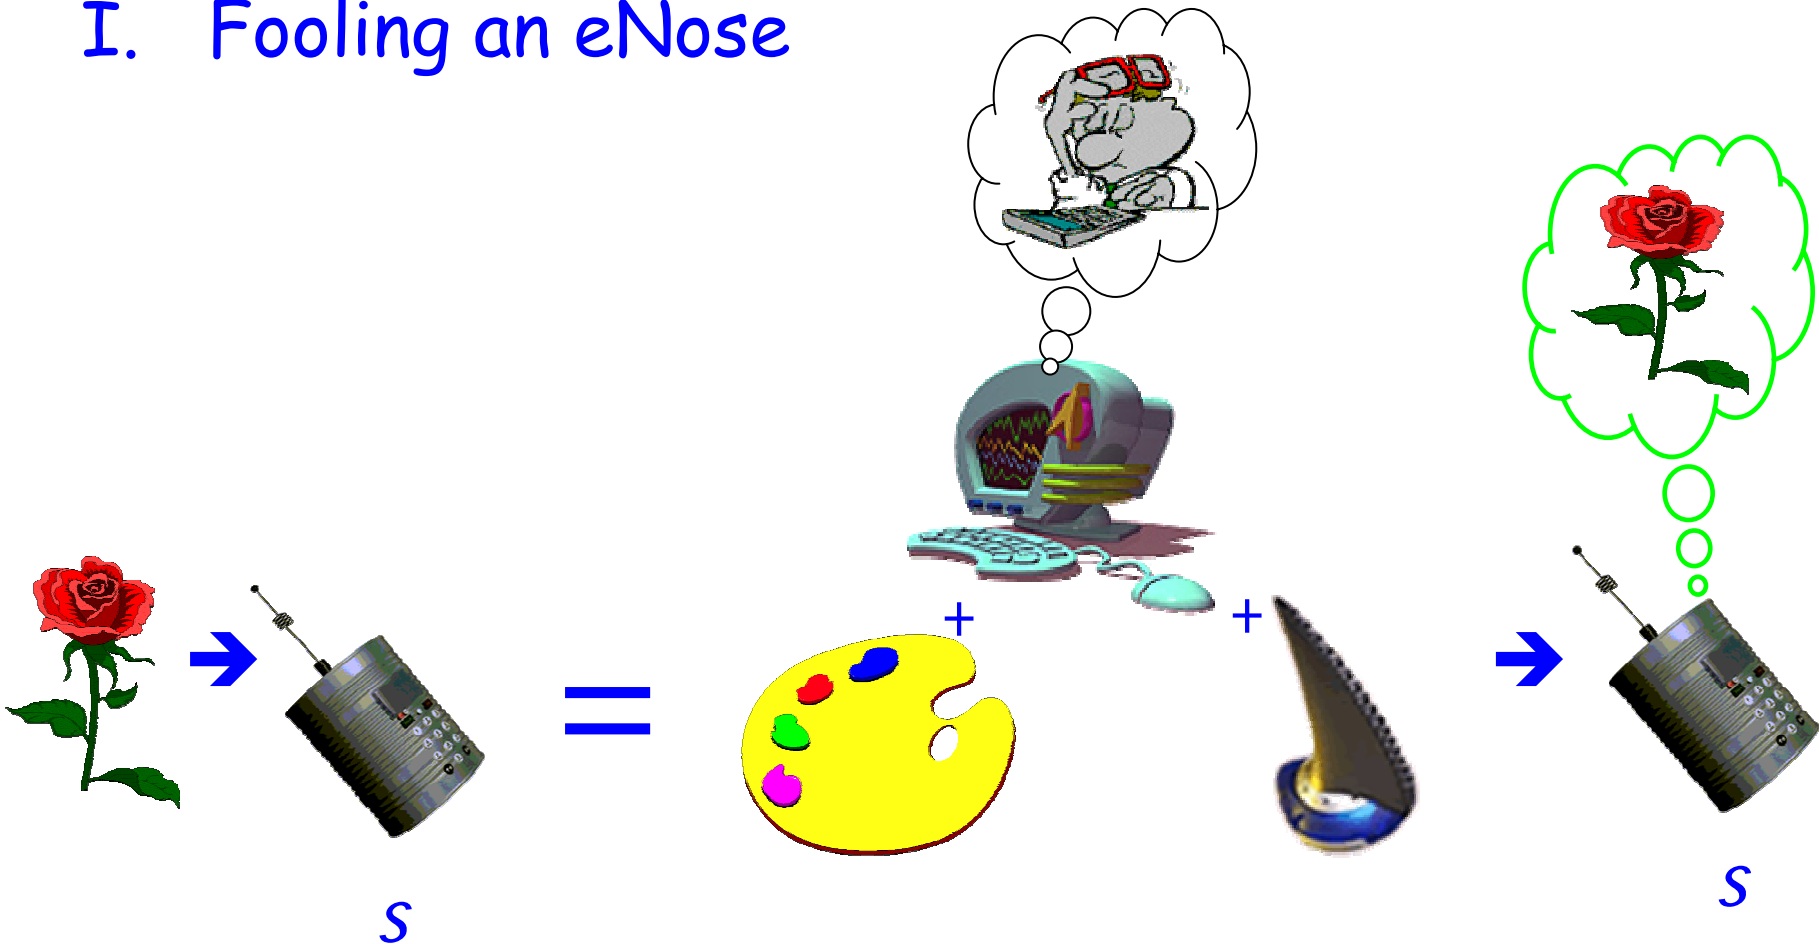 I. Fooling an eNose
+ +
=
s
s